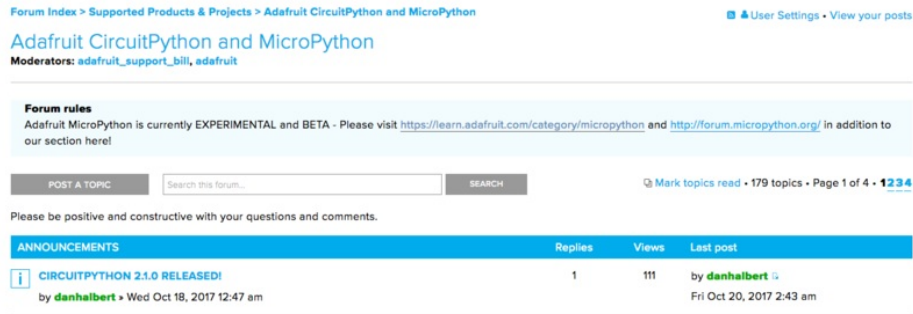 Forum Index > Supported Products & Projects > Adafruit CircuitPython and MicroPython
User Settings • View your posts
Adafruit CircuitPython and MicroPython
Moderators: adafruit_support_bill, adafruit
Forum rules
Adafruit MicroPython is currently EXPERIMENTAL and BETA - Please visit https://learn.adafruit.com/category/micropython and http://forum.micropython.org/ in addition to
our section here!
POST A TOPIC
Search this forum...
SEARCH
Mark topics read • 179 topics • Page 1 of 4 • 1 2 3 4
Please be positive and constructive with your questions and comments.
ANNOUNCEMENTS Replies Views Last post
i CIRCUITPYTHON 2.1.0 RELEASED! 1 111 by danhalbert
by danhalbert » Wed Oct 18, 2017 12:47 am Fri Oct 20, 2017 2:43 am